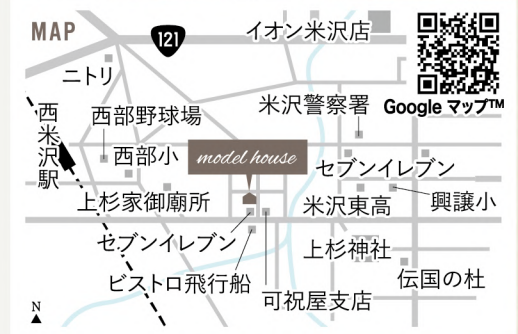 MAP
121
イオン米沢店
ニトリ
Google マップ™
西米沢駅
西部野球場
米沢警察署
西部小
model house
セブンイレブン
上杉家御廟所
米沢東高
興譲小
セブンイレブン
上杉神社
ビストロ飛行船
伝国の杜
可祝屋支店
N